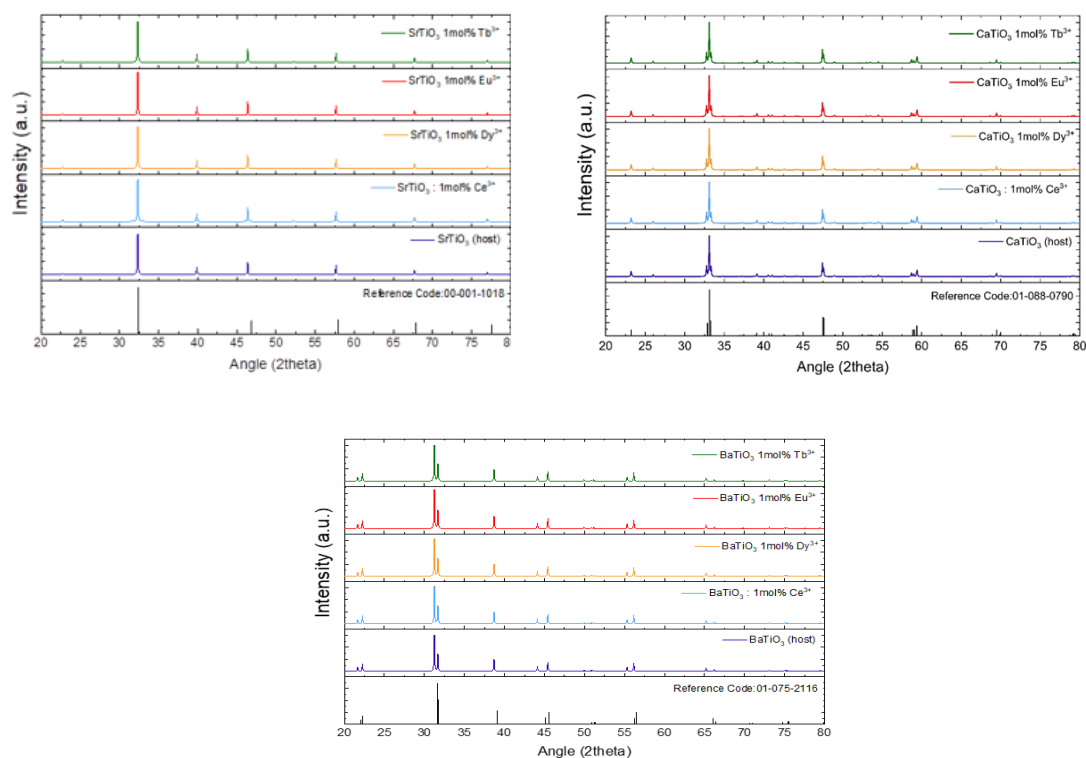 SrTiO₃ 1mol% Tb³⁺
SrTiO₃ 1mol% Eu³⁺
SrTiO₃ 1mol% Dy³⁺
SrTiO₃ : 1mol% Ce³⁺
SrTiO₃ (host)
Reference Code:00-001-1018
Intensity (a.u.)
20 25 30 35 40 45 50 55 60 65 70 75 80
Angle (2theta)
CaTiO₃ 1mol% Tb³⁺
CaTiO₃ 1mol% Eu³⁺
CaTiO₃ 1mol% Dy³⁺
CaTiO₃ : 1mol% Ce³⁺
CaTiO₃ (host)
Reference Code:01-088-0790
Intensity (a.u.)
20 25 30 35 40 45 50 55 60 65 70 75 80
Angle (2theta)
BaTiO₃ 1mol% Tb³⁺
BaTiO₃ 1mol% Eu³⁺
BaTiO₃ 1mol% Dy³⁺
BaTiO₃ : 1mol% Ce³⁺
BaTiO₃ (host)
Reference Code:01-075-2116
Intensity (a.u.)
20 25 30 35 40 45 50 55 60 65 70 75 80
Angle (2theta)